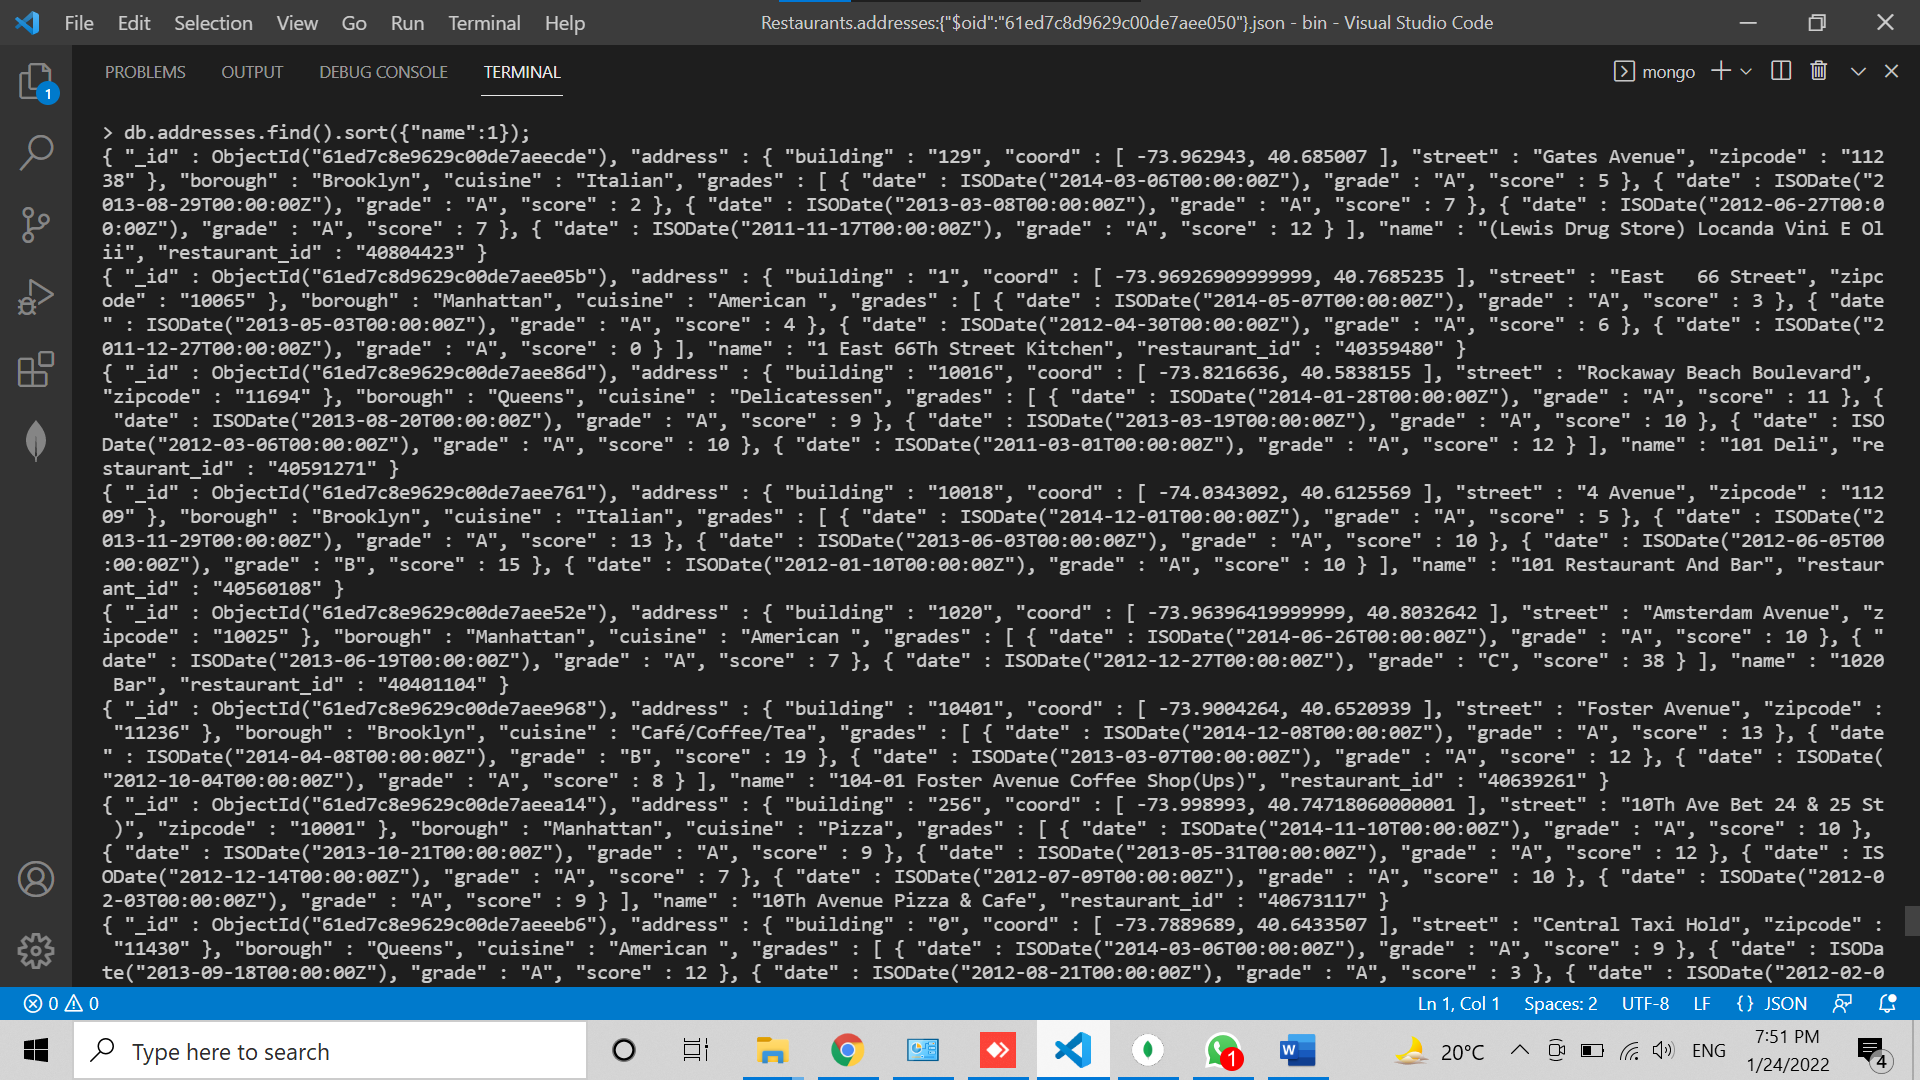 File Edit Selection View Go Run Terminal Help
Restaurants.addresses:{"$oid":"61ed7c8d9629c00de7aee050"}.json - bin - Visual Studio Code
1
PROBLEMS OUTPUT DEBUG CONSOLE TERMINAL
mongo
> db.addresses.find().sort({"name":1});
{ "_id" : ObjectId("61ed7c8e9629c00de7aeecde"), "address" : { "building" : "129", "coord" : [ -73.962943, 40.685007 ], "street" : "Gates Avenue", "zipcode" : "112
38" }, "borough" : "Brooklyn", "cuisine" : "Italian", "grades" : [ { "date" : ISODate("2014-03-06T00:00:00Z"), "grade" : "A", "score" : 5 }, { "date" : ISODate("2
013-08-29T00:00:00Z"), "grade" : "A", "score" : 2 }, { "date" : ISODate("2013-03-08T00:00:00Z"), "grade" : "A", "score" : 7 }, { "date" : ISODate("2012-06-27T00:0
0:00Z"), "grade" : "A", "score" : 7 }, { "date" : ISODate("2011-11-17T00:00:00Z"), "grade" : "A", "score" : 12 } ], "name" : "(Lewis Drug Store) Locanda Vini E Ol
ii", "restaurant_id" : "40804423" }
{ "_id" : ObjectId("61ed7c8d9629c00de7aee05b"), "address" : { "building" : "1", "coord" : [ -73.96926909999999, 40.7685235 ], "street" : "East   66 Street", "zipc
ode" : "10065" }, "borough" : "Manhattan", "cuisine" : "American ", "grades" : [ { "date" : ISODate("2014-05-07T00:00:00Z"), "grade" : "A", "score" : 3 }, { "date
" : ISODate("2013-05-03T00:00:00Z"), "grade" : "A", "score" : 4 }, { "date" : ISODate("2012-04-30T00:00:00Z"), "grade" : "A", "score" : 6 }, { "date" : ISODate("2
011-12-27T00:00:00Z"), "grade" : "A", "score" : 0 } ], "name" : "1 East 66Th Street Kitchen", "restaurant_id" : "40359480" }
{ "_id" : ObjectId("61ed7c8e9629c00de7aee86d"), "address" : { "building" : "10016", "coord" : [ -73.8216636, 40.5838155 ], "street" : "Rockaway Beach Boulevard",
"zipcode" : "11694" }, "borough" : "Queens", "cuisine" : "Delicatessen", "grades" : [ { "date" : ISODate("2014-01-28T00:00:00Z"), "grade" : "A", "score" : 11 }, {
 "date" : ISODate("2013-08-20T00:00:00Z"), "grade" : "A", "score" : 9 }, { "date" : ISODate("2013-03-19T00:00:00Z"), "grade" : "A", "score" : 10 }, { "date" : ISO
Date("2012-03-06T00:00:00Z"), "grade" : "A", "score" : 10 }, { "date" : ISODate("2011-03-01T00:00:00Z"), "grade" : "A", "score" : 12 } ], "name" : "101 Deli", "re
staurant_id" : "40591271" }
{ "_id" : ObjectId("61ed7c8e9629c00de7aee761"), "address" : { "building" : "10018", "coord" : [ -74.0343092, 40.6125569 ], "street" : "4 Avenue", "zipcode" : "112
09" }, "borough" : "Brooklyn", "cuisine" : "Italian", "grades" : [ { "date" : ISODate("2014-12-01T00:00:00Z"), "grade" : "A", "score" : 5 }, { "date" : ISODate("2
013-11-29T00:00:00Z"), "grade" : "A", "score" : 13 }, { "date" : ISODate("2013-06-03T00:00:00Z"), "grade" : "A", "score" : 10 }, { "date" : ISODate("2012-06-05T00
:00:00Z"), "grade" : "B", "score" : 15 }, { "date" : ISODate("2012-01-10T00:00:00Z"), "grade" : "A", "score" : 10 } ], "name" : "101 Restaurant And Bar", "restaur
ant_id" : "40560108" }
{ "_id" : ObjectId("61ed7c8e9629c00de7aee52e"), "address" : { "building" : "1020", "coord" : [ -73.96396419999999, 40.8032642 ], "street" : "Amsterdam Avenue", "z
ipcode" : "10025" }, "borough" : "Manhattan", "cuisine" : "American ", "grades" : [ { "date" : ISODate("2014-06-26T00:00:00Z"), "grade" : "A", "score" : 10 }, { "
date" : ISODate("2013-06-19T00:00:00Z"), "grade" : "A", "score" : 7 }, { "date" : ISODate("2012-12-27T00:00:00Z"), "grade" : "C", "score" : 38 } ], "name" : "1020
 Bar", "restaurant_id" : "40401104" }
{ "_id" : ObjectId("61ed7c8e9629c00de7aee968"), "address" : { "building" : "10401", "coord" : [ -73.9004264, 40.6520939 ], "street" : "Foster Avenue", "zipcode" :
 "11236" }, "borough" : "Brooklyn", "cuisine" : "Café/Coffee/Tea", "grades" : [ { "date" : ISODate("2014-12-08T00:00:00Z"), "grade" : "A", "score" : 13 }, { "date
" : ISODate("2014-04-08T00:00:00Z"), "grade" : "B", "score" : 19 }, { "date" : ISODate("2013-03-07T00:00:00Z"), "grade" : "A", "score" : 12 }, { "date" : ISODate(
"2012-10-04T00:00:00Z"), "grade" : "A", "score" : 8 } ], "name" : "104-01 Foster Avenue Coffee Shop(Ups)", "restaurant_id" : "40639261" }
{ "_id" : ObjectId("61ed7c8e9629c00de7aeea14"), "address" : { "building" : "256", "coord" : [ -73.998993, 40.74718060000001 ], "street" : "10Th Ave Bet 24 & 25 St
 )", "zipcode" : "10001" }, "borough" : "Manhattan", "cuisine" : "Pizza", "grades" : [ { "date" : ISODate("2014-11-10T00:00:00Z"), "grade" : "A", "score" : 10 },
{ "date" : ISODate("2013-10-21T00:00:00Z"), "grade" : "A", "score" : 9 }, { "date" : ISODate("2013-05-31T00:00:00Z"), "grade" : "A", "score" : 12 }, { "date" : IS
ODate("2012-12-14T00:00:00Z"), "grade" : "A", "score" : 7 }, { "date" : ISODate("2012-07-09T00:00:00Z"), "grade" : "A", "score" : 10 }, { "date" : ISODate("2012-0
2-03T00:00:00Z"), "grade" : "A", "score" : 9 } ], "name" : "10Th Avenue Pizza & Cafe", "restaurant_id" : "40673117" }
{ "_id" : ObjectId("61ed7c8e9629c00de7aeeeb6"), "address" : { "building" : "0", "coord" : [ -73.7889689, 40.6433507 ], "street" : "Central Taxi Hold", "zipcode" :
 "11430" }, "borough" : "Queens", "cuisine" : "American ", "grades" : [ { "date" : ISODate("2014-03-06T00:00:00Z"), "grade" : "A", "score" : 9 }, { "date" : ISODa
te("2013-09-18T00:00:00Z"), "grade" : "A", "score" : 12 }, { "date" : ISODate("2012-08-21T00:00:00Z"), "grade" : "A", "score" : 3 }, { "date" : ISODate("2012-02-0
0 0 Ln 1, Col 1 Spaces: 2 UTF-8 LF {} JSON
Type here to search
W
1
20°C
ENG
7:51 PM
1/24/2022
4